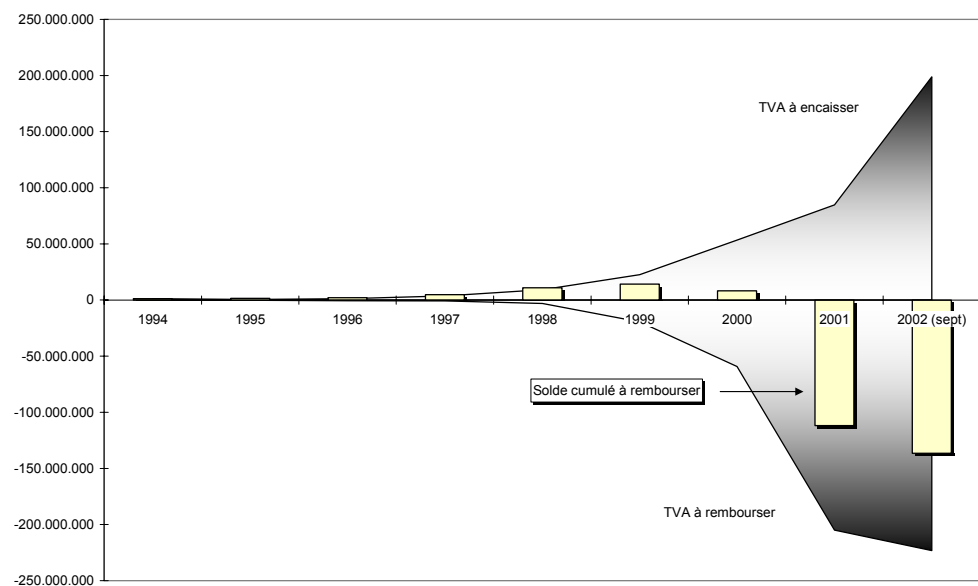 250.000.000
200.000.000
150.000.000
TVA à encaisser
100.000.000
50.000.000
0
1994 1995 1996 1997 1998 1999 2000 2001 2002 (sept)
-50.000.000
Solde cumulé à rembourser
-100.000.000
-150.000.000
TVA à rembourser
-200.000.000
-250.000.000